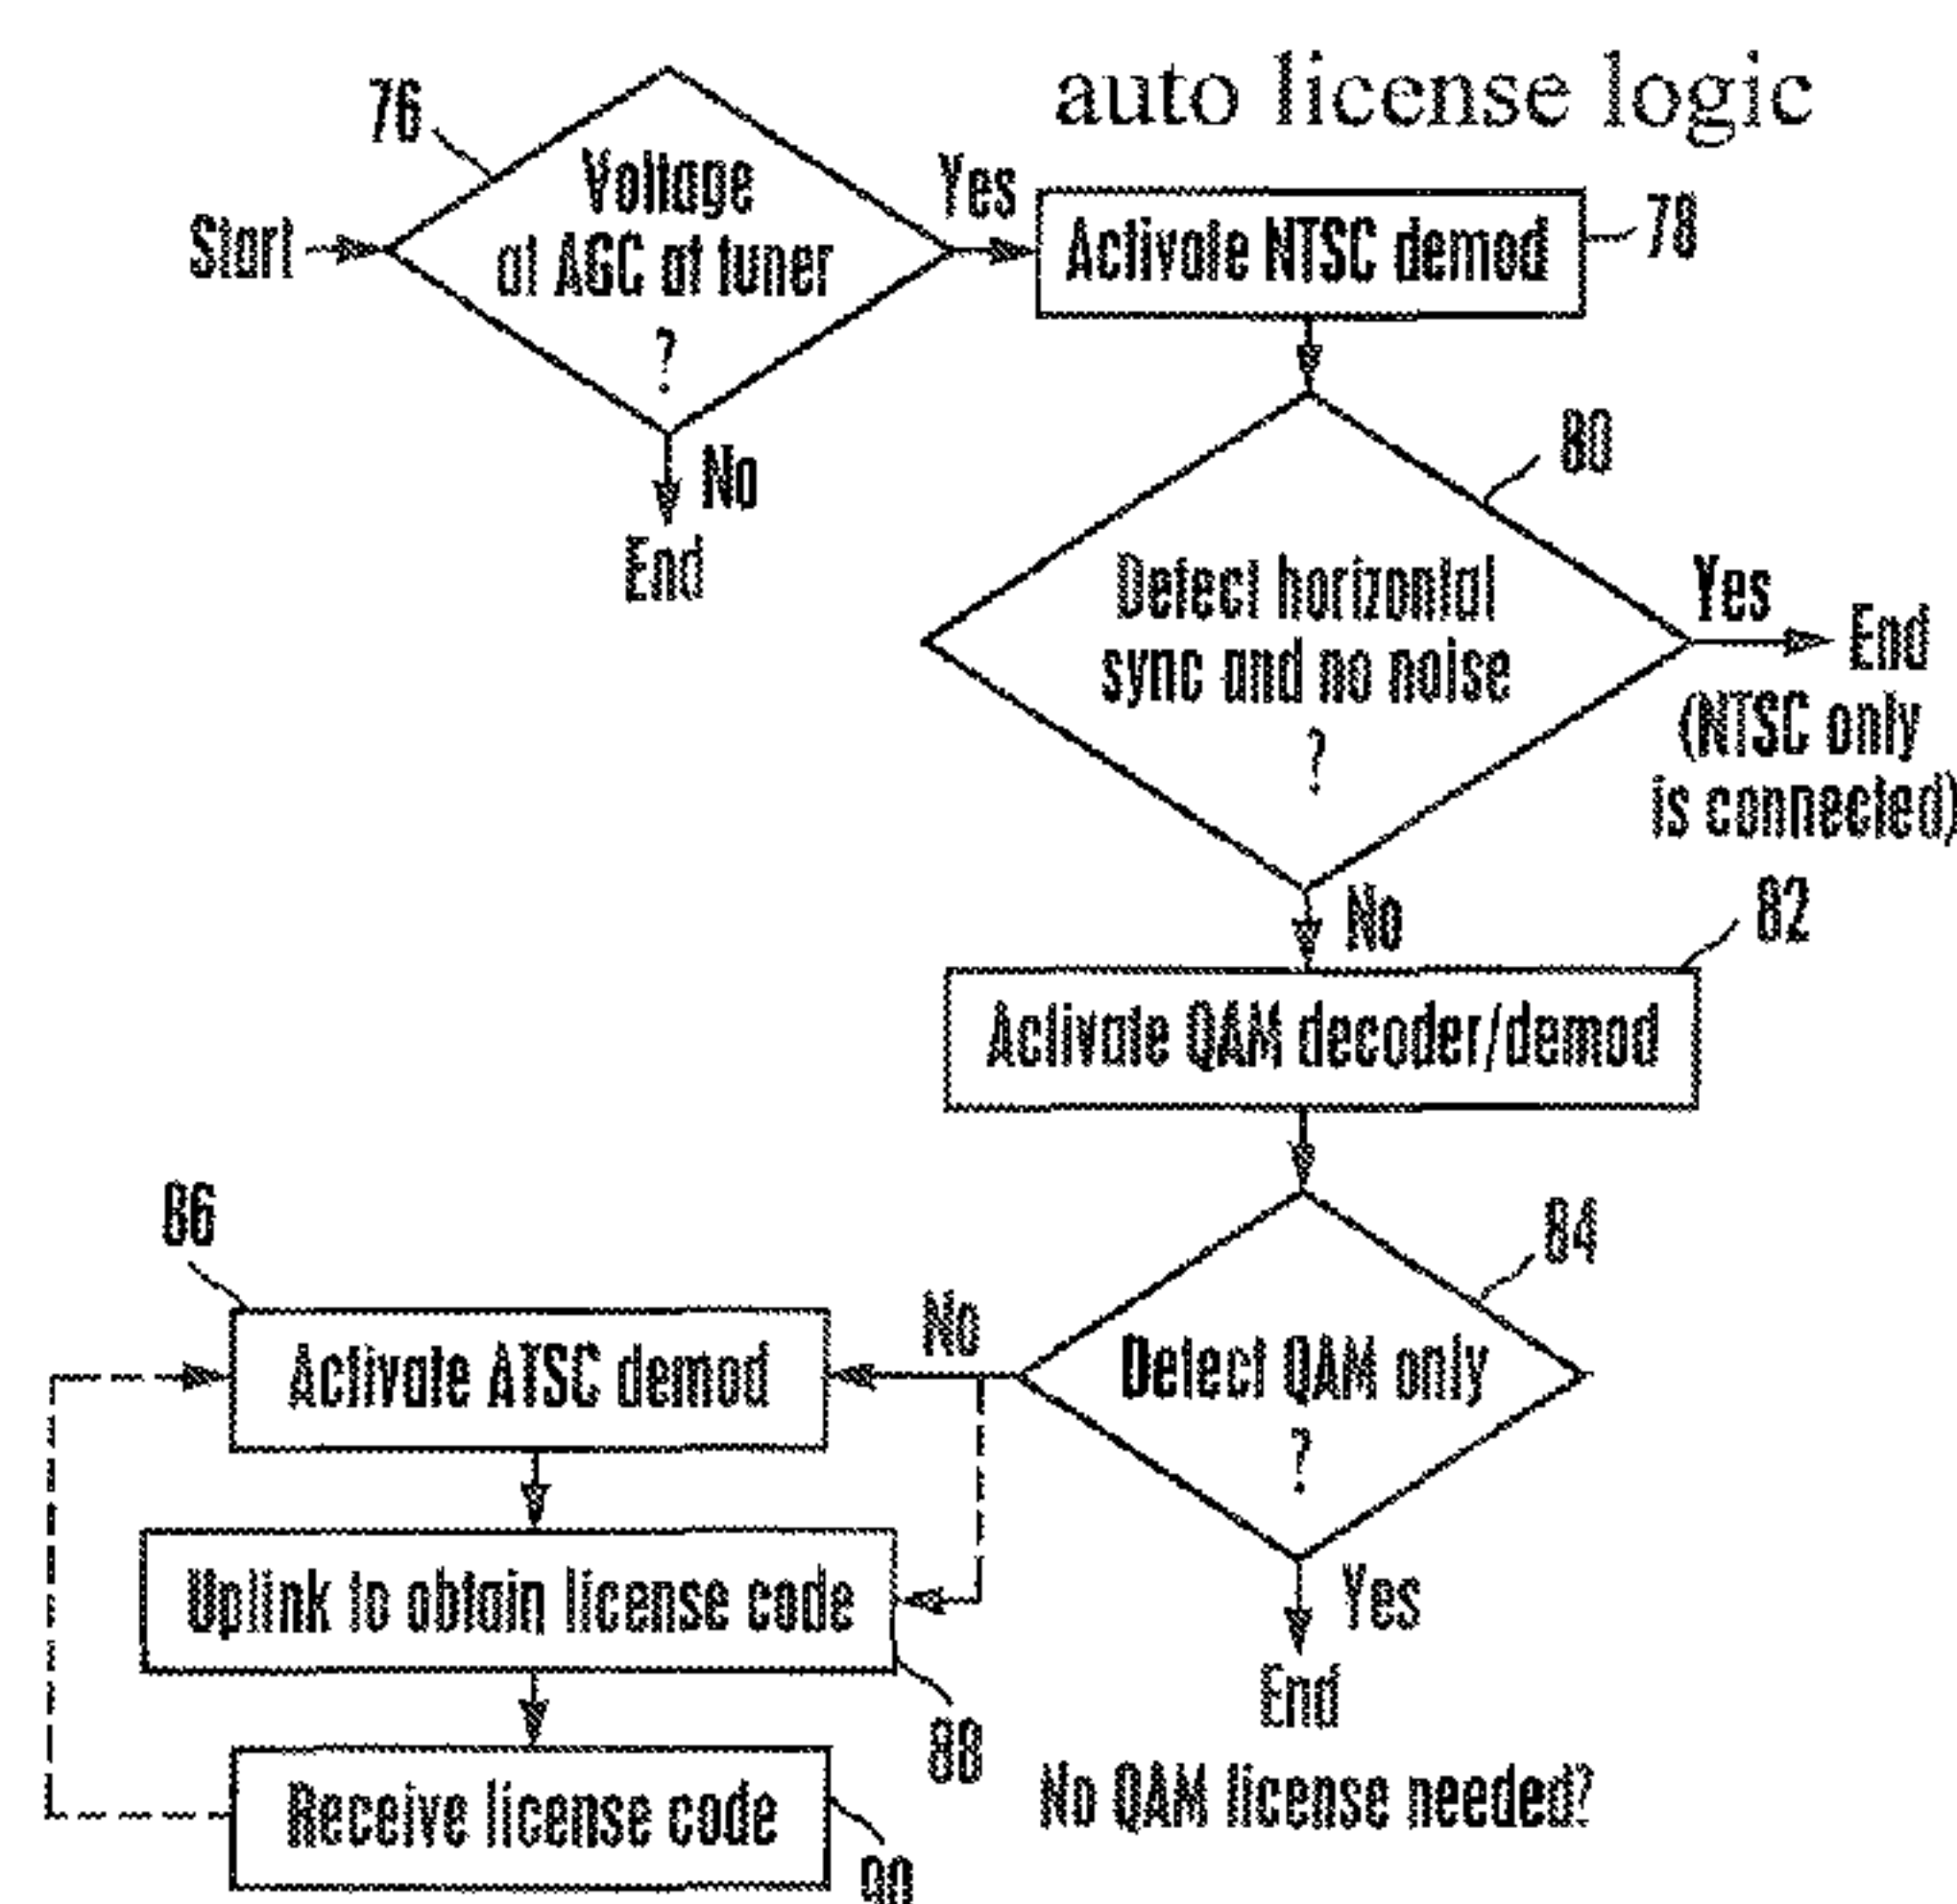 auto license logic
76
Voltage
at AGC at tuner
?
Start
Yes
No
End
Activate NTSC demod
78
80
Detect horizontal
sync and no noise
?
Yes
End
(NTSC only
is connected)
No
82
Activate QAM decoder/demod
84
Detect QAM only
?
No
Yes
End
No QAM license needed?
86
Activate ATSC demod
Uplink to obtain license code
88
Receive license code
90